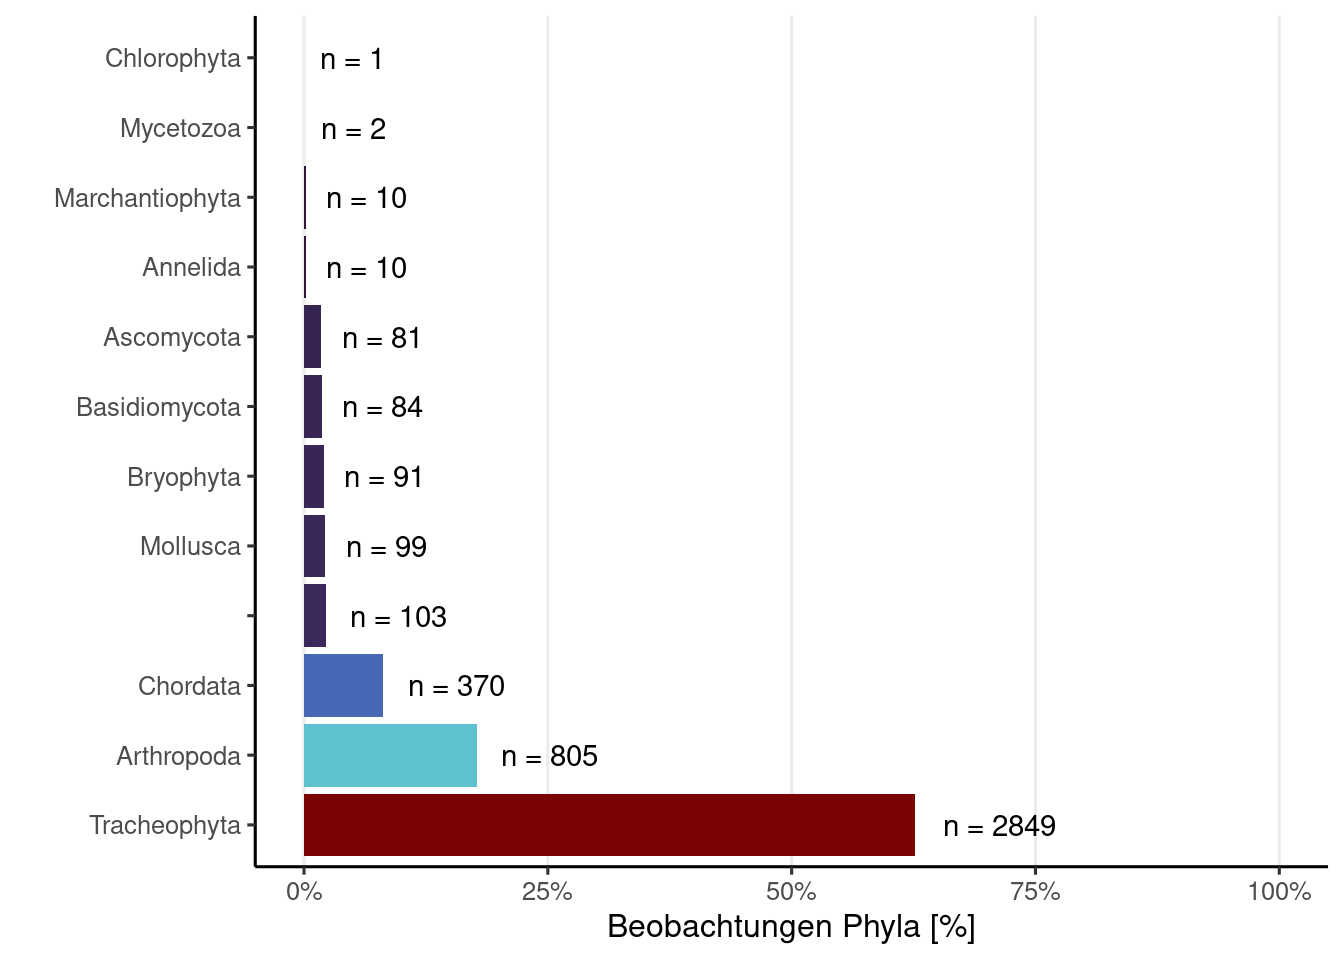 Chlorophyta n = 1
Mycetozoa n = 2
Marchantiophyta n = 10
Annelida n = 10
Ascomycota n = 81
Basidiomycota n = 84
Bryophyta n = 91
Mollusca n = 99
n = 103
Chordata n = 370
Arthropoda n = 805
Tracheophyta n = 2849
0% 25% 50% 75% 100%
Beobachtungen Phyla [%]